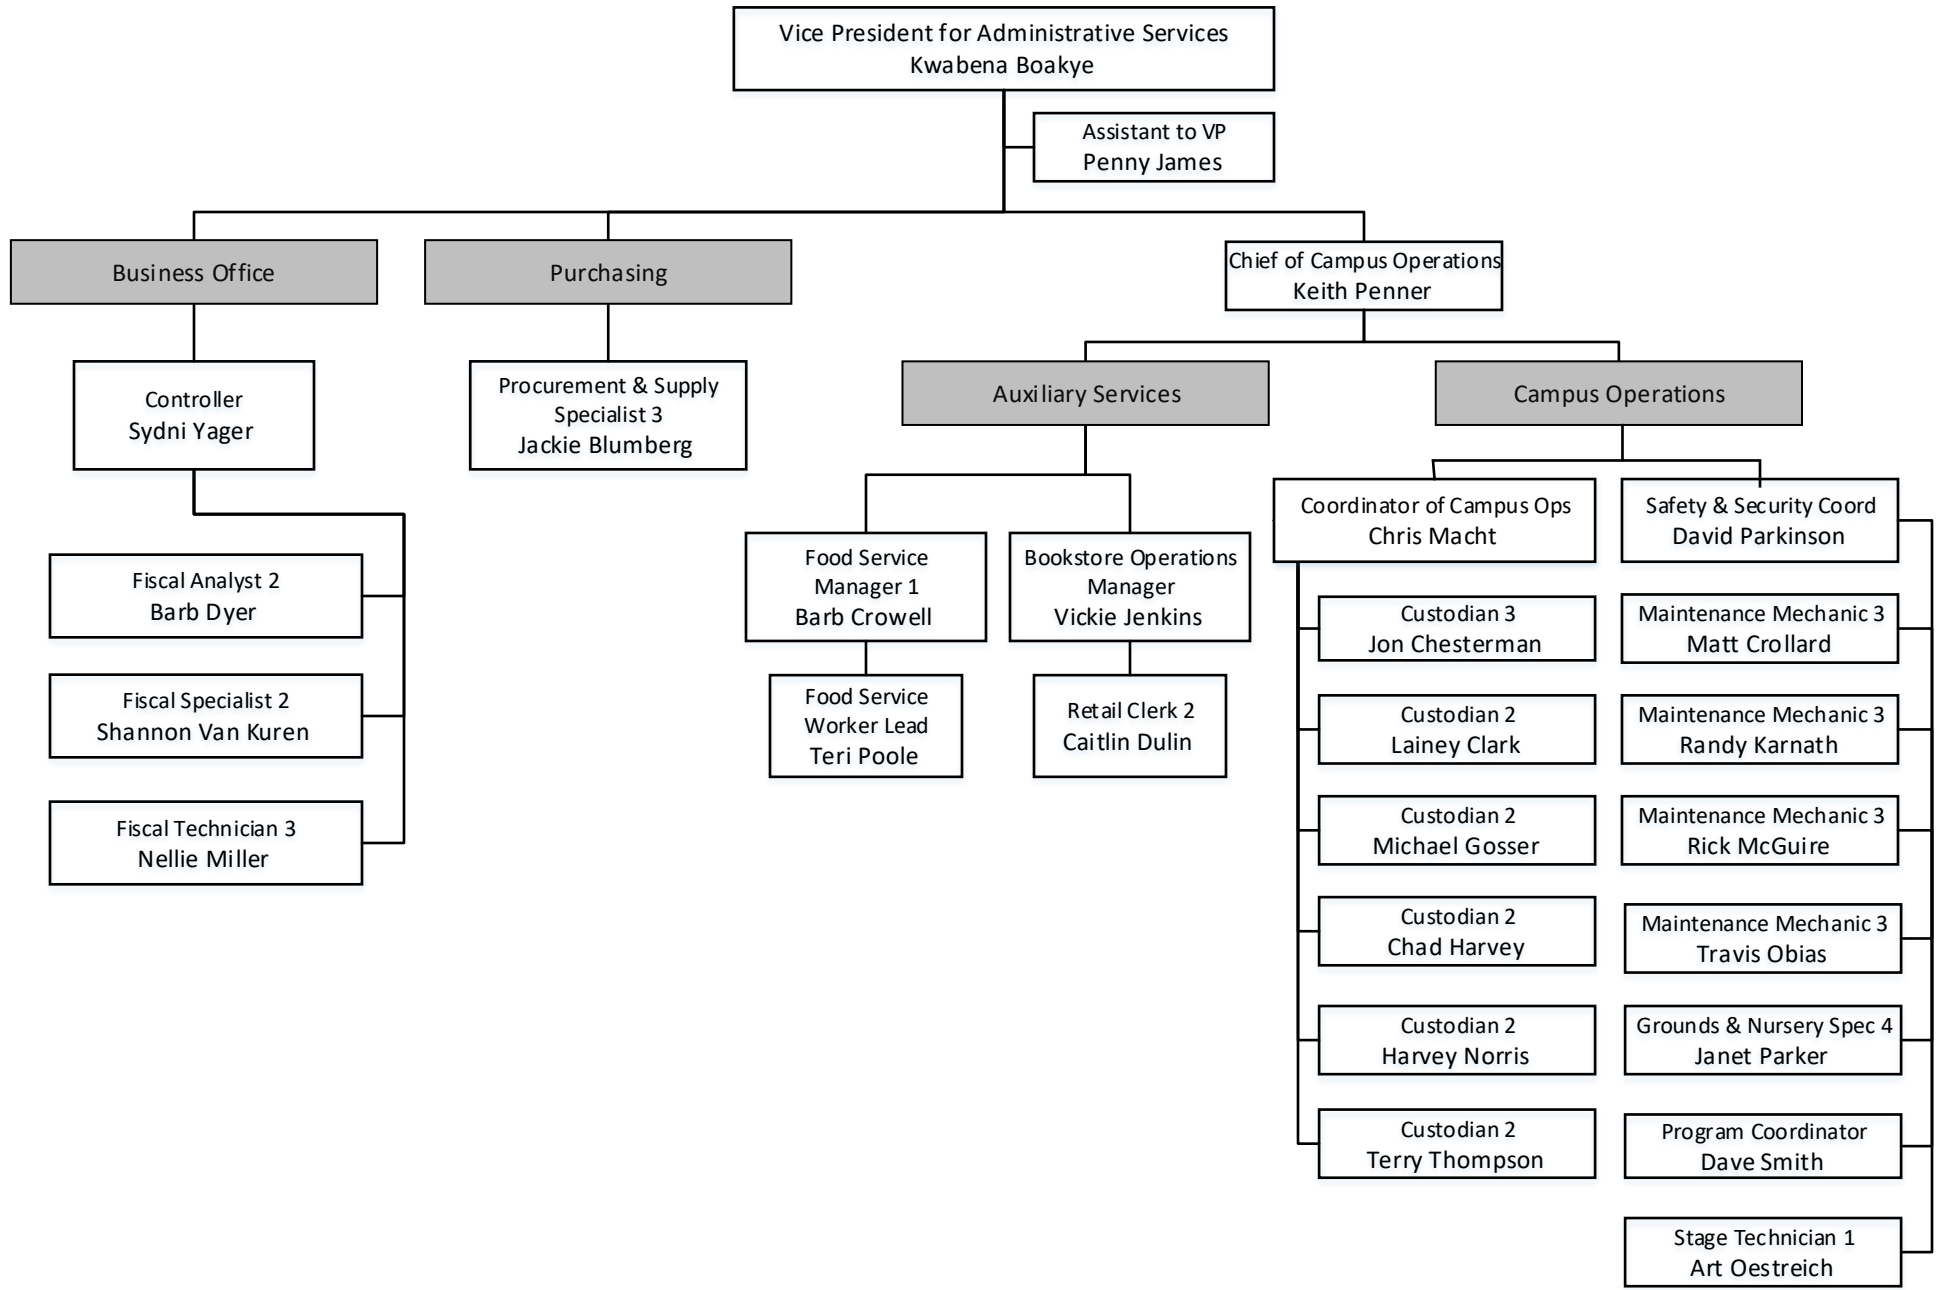 Vice President for Administrative Services
Kwabena Boakye
Assistant to VP
Penny James
Business Office
Purchasing
Chief of Campus Operations
Keith Penner
Controller
Sydni Yager
Procurement & Supply
Specialist 3
Jackie Blumberg
Auxiliary Services
Campus Operations
Fiscal Analyst 2
Barb Dyer
Fiscal Specialist 2
Shannon Van Kuren
Fiscal Technician 3
Nellie Miller
Food Service
Manager 1
Barb Crowell
Food Service
Worker Lead
Teri Poole
Bookstore Operations
Manager
Vickie Jenkins
Retail Clerk 2
Caitlin Dulin
Coordinator of Campus Ops
Chris Macht
Custodian 3
Jon Chesterman
Custodian 2
Lainey Clark
Custodian 2
Michael Gosser
Custodian 2
Chad Harvey
Custodian 2
Harvey Norris
Custodian 2
Terry Thompson
Safety & Security Coord
David Parkinson
Maintenance Mechanic 3
Matt Crollard
Maintenance Mechanic 3
Randy Karnath
Maintenance Mechanic 3
Rick McGuire
Maintenance Mechanic 3
Travis Obias
Grounds & Nursery Spec 4
Janet Parker
Program Coordinator
Dave Smith
Stage Technician 1
Art Oestreich